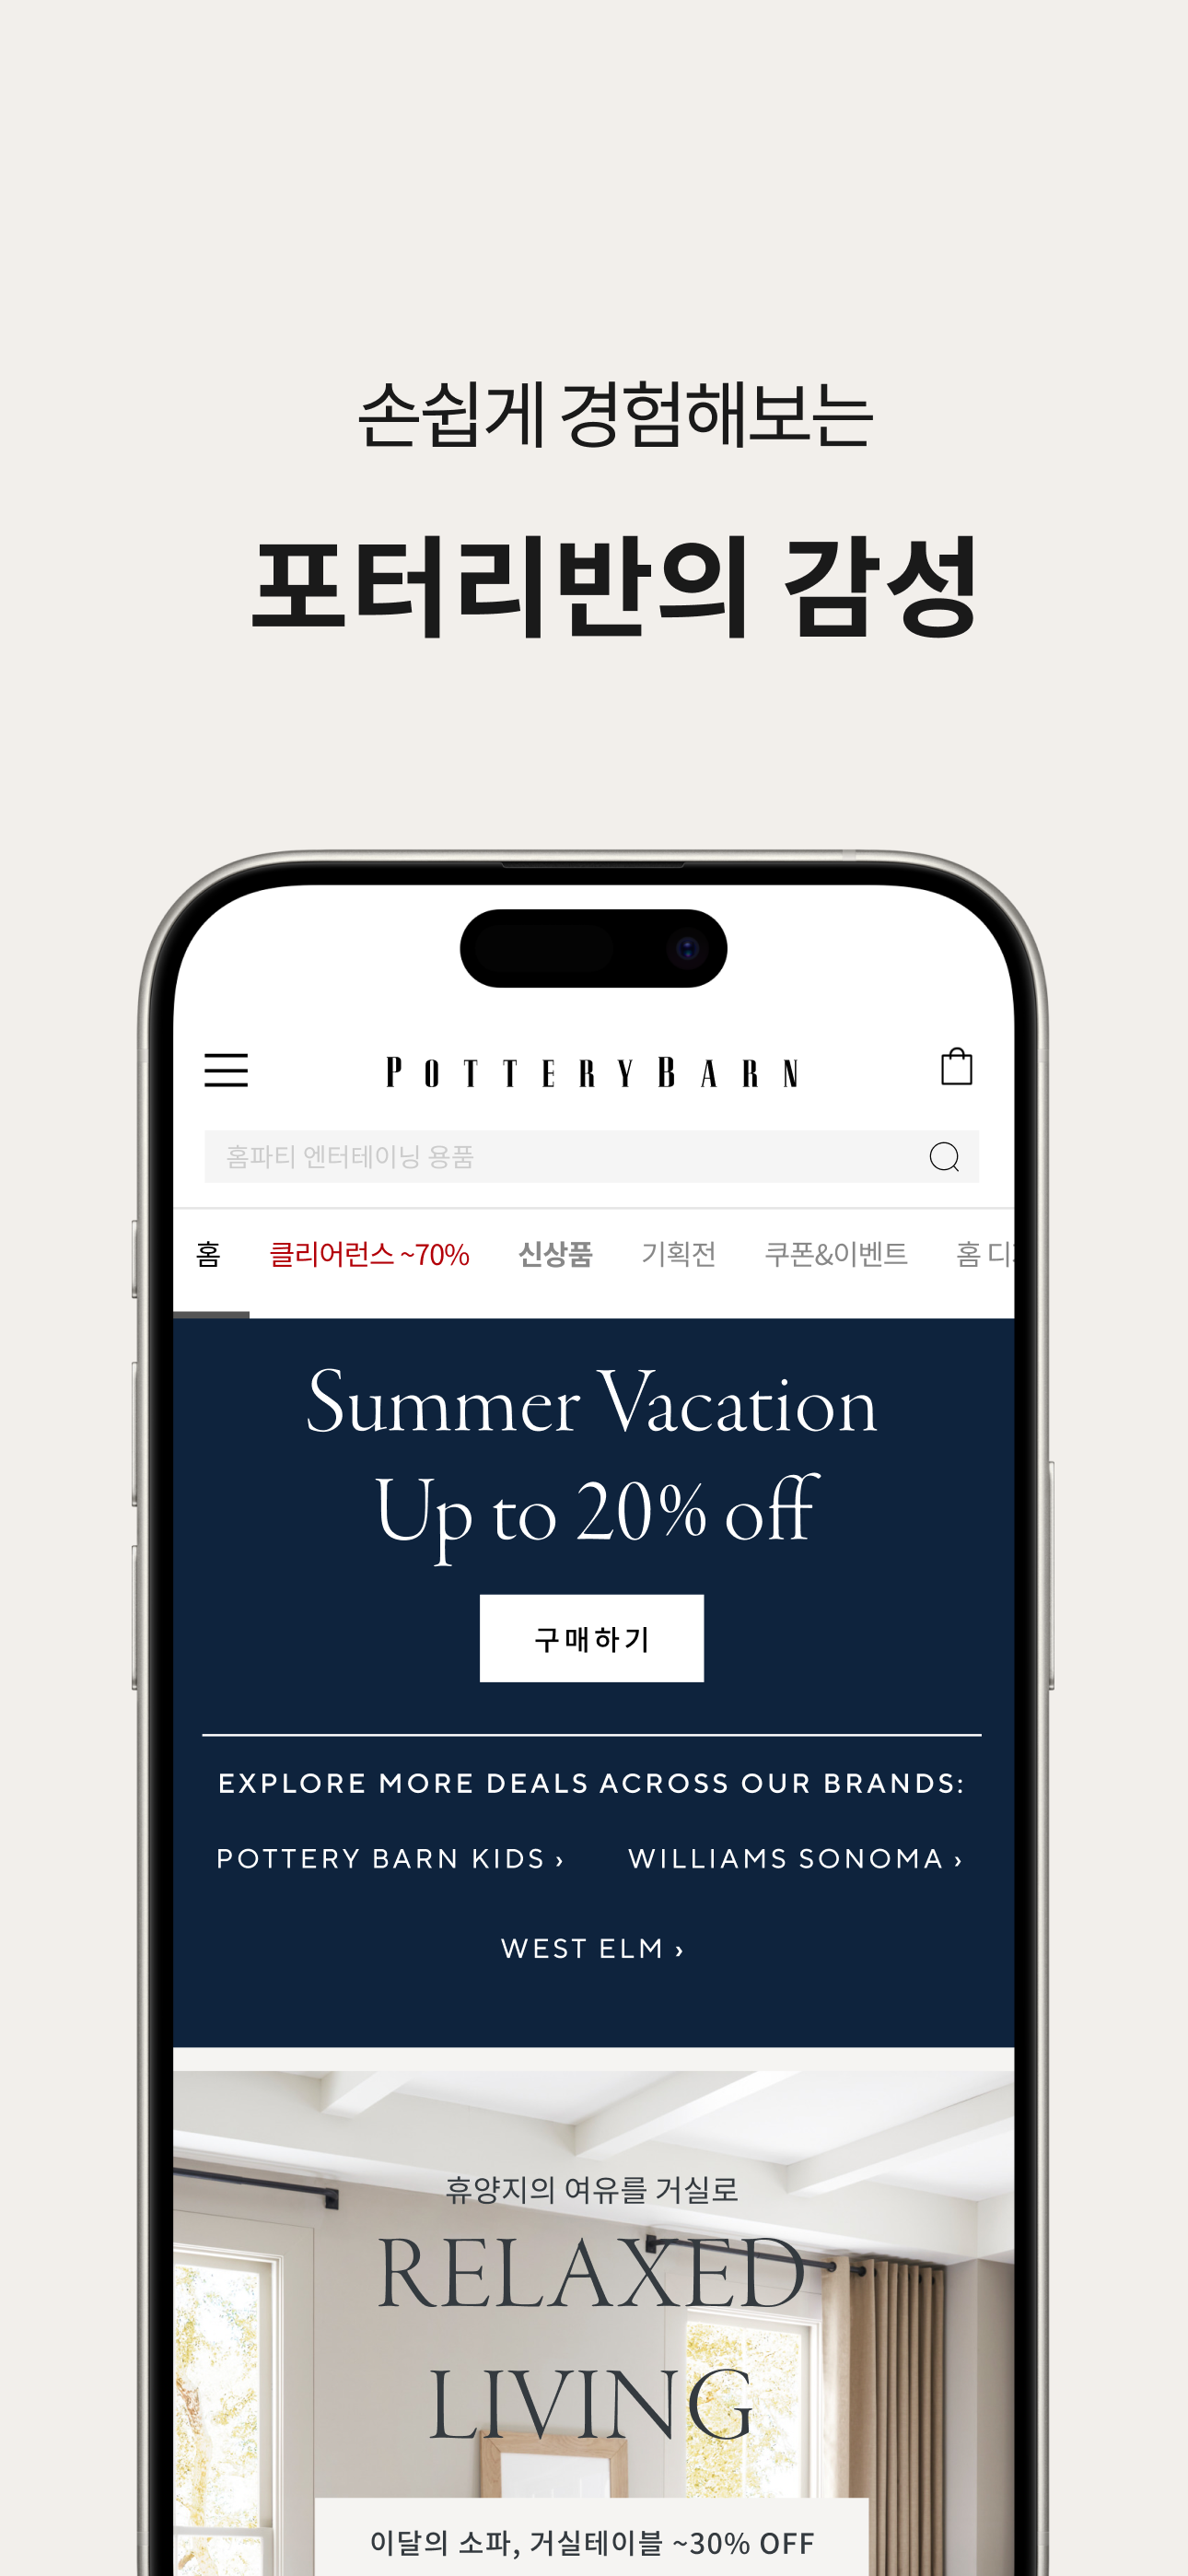 손쉽게 경험해보는
포터리반의 감성
POTTERY BARN
홈파티 엔터테이닝 용품
홈 클리어런스 ~70% 신상품 기획전 쿠폰&이벤트 홈
Summer Vacation
Up to 20% off
구매하기
EXPLORE MORE DEALS ACROSS OUR BRANDS:
POTTERY BARN KIDS › WILLIAMS SONOMA ›
WEST ELM ›
휴양지의 여유를 거실로
RELAXED
LIVING
이달의 소파, 거실테이블 ~30% OFF